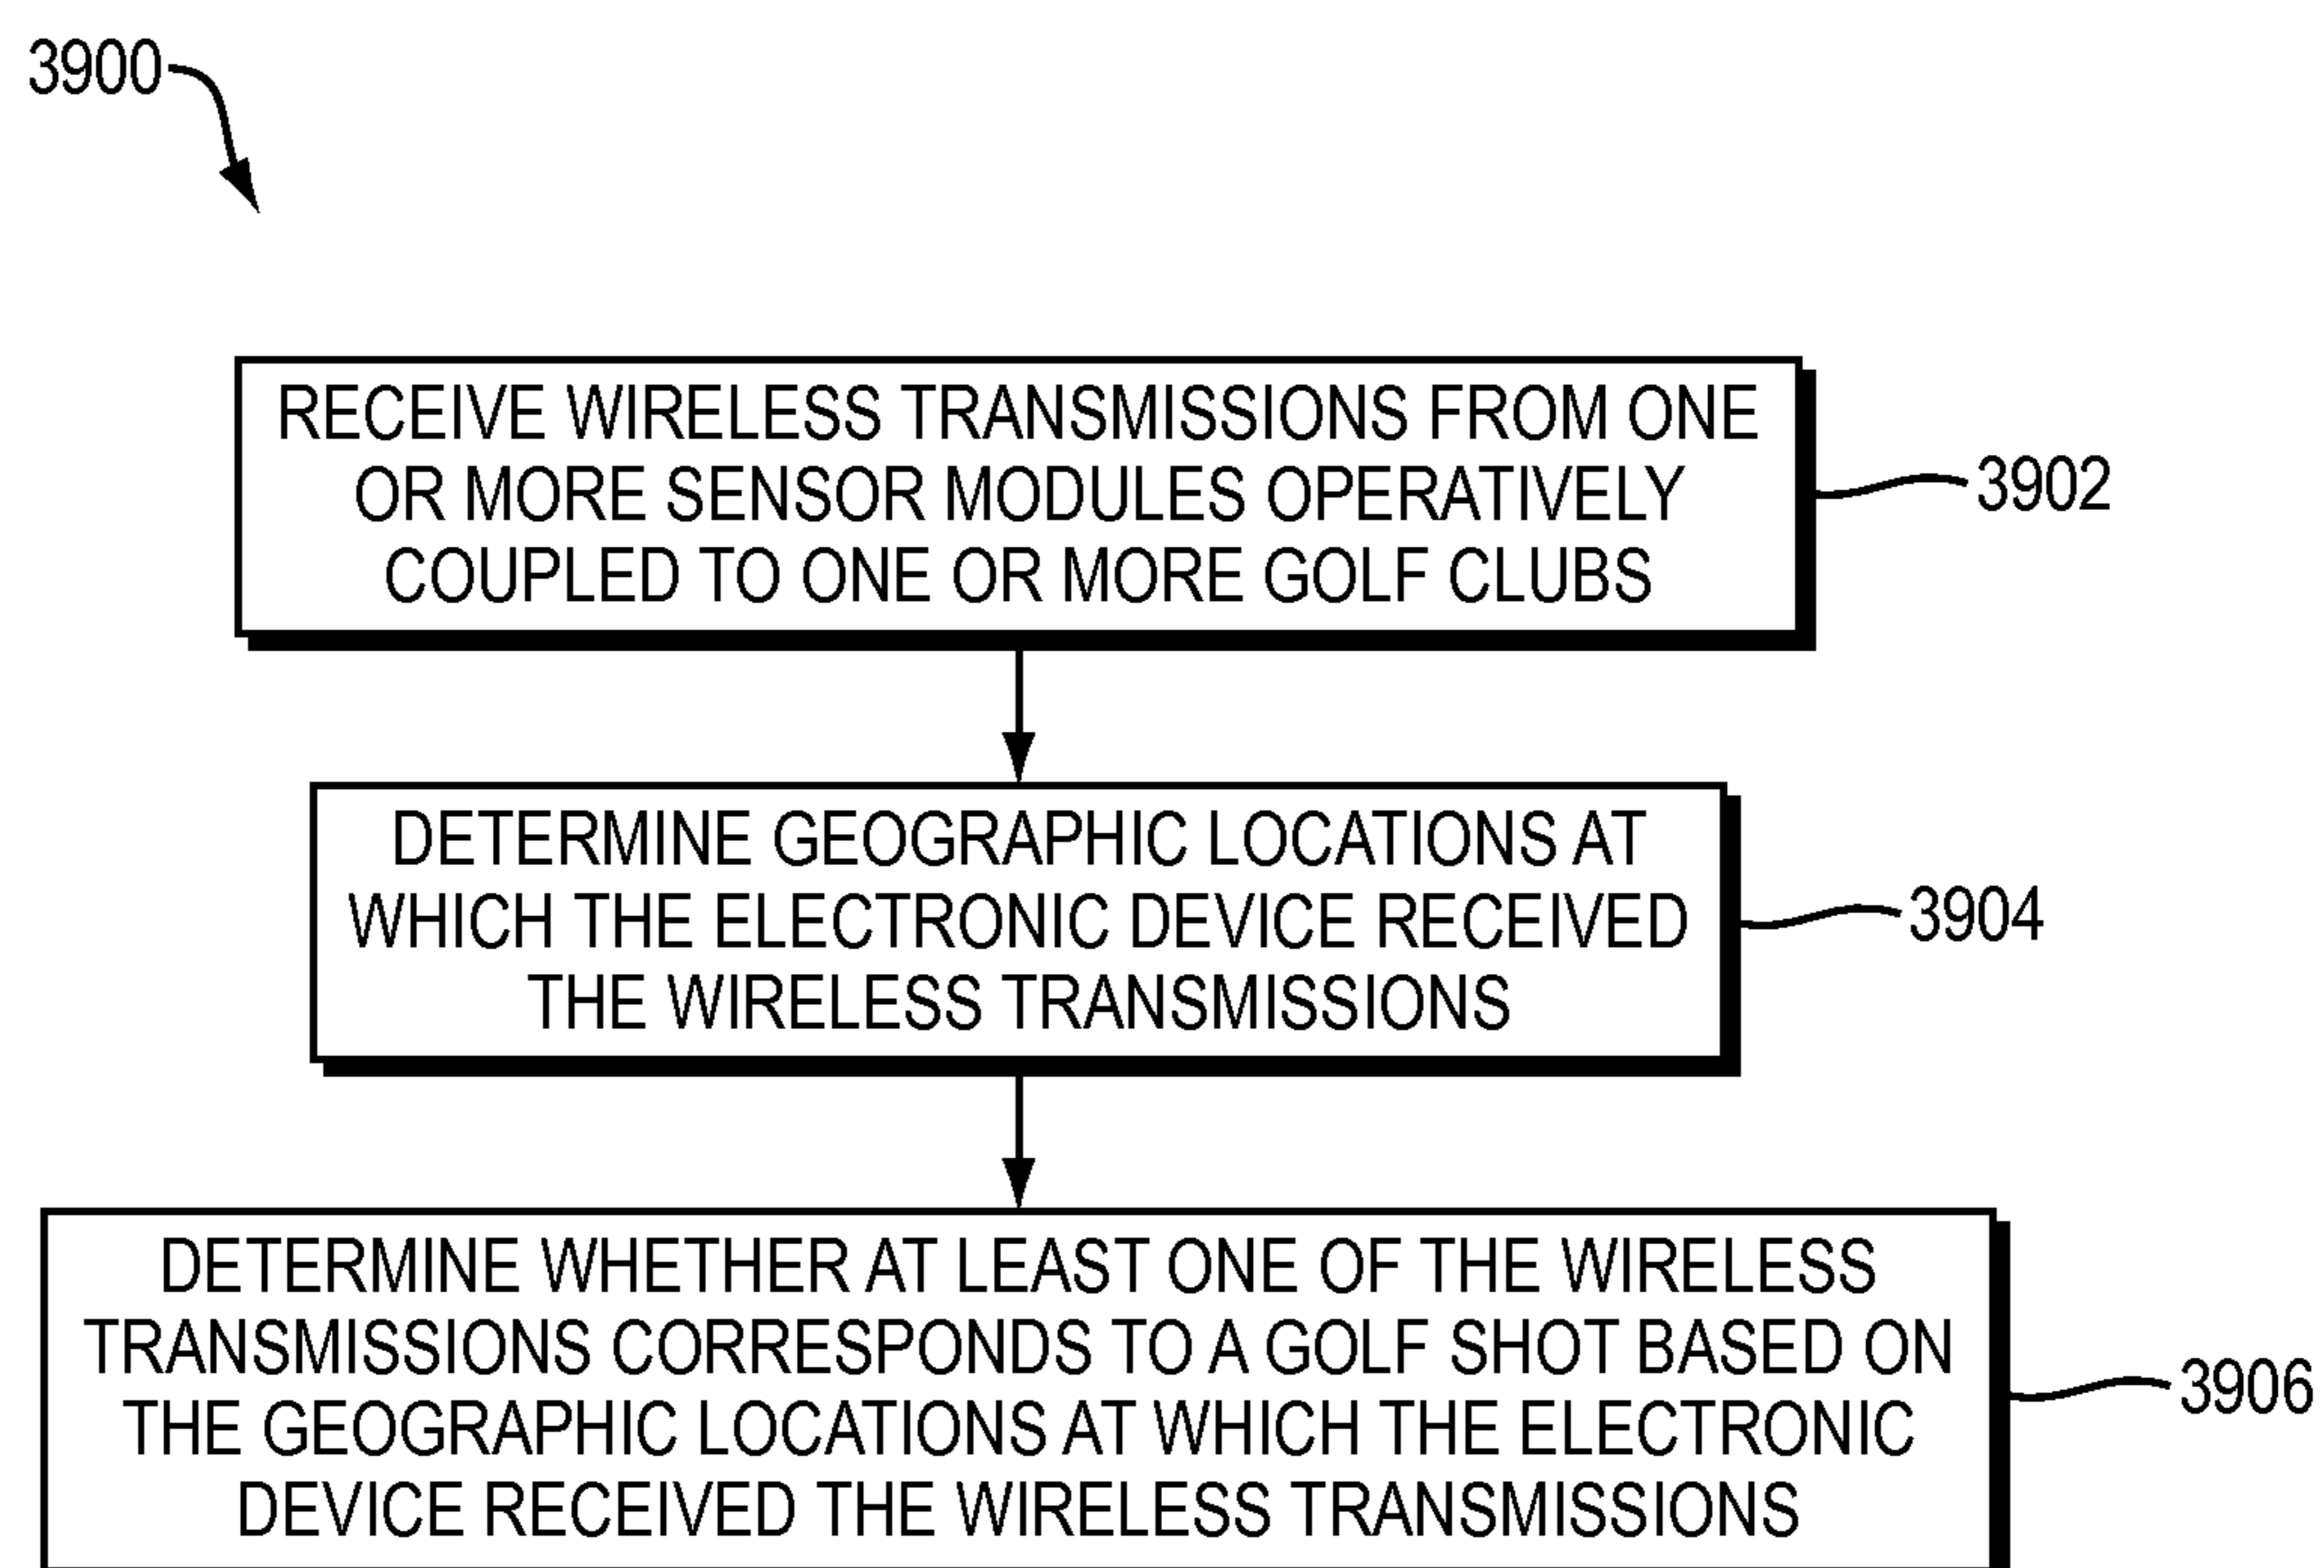 3900
RECEIVE WIRELESS TRANSMISSIONS FROM ONE
OR MORE SENSOR MODULES OPERATIVELY
COUPLED TO ONE OR MORE GOLF CLUBS
3902
DETERMINE GEOGRAPHIC LOCATIONS AT
WHICH THE ELECTRONIC DEVICE RECEIVED
THE WIRELESS TRANSMISSIONS
3904
DETERMINE WHETHER AT LEAST ONE OF THE WIRELESS
TRANSMISSIONS CORRESPONDS TO A GOLF SHOT BASED ON
THE GEOGRAPHIC LOCATIONS AT WHICH THE ELECTRONIC
DEVICE RECEIVED THE WIRELESS TRANSMISSIONS
3906